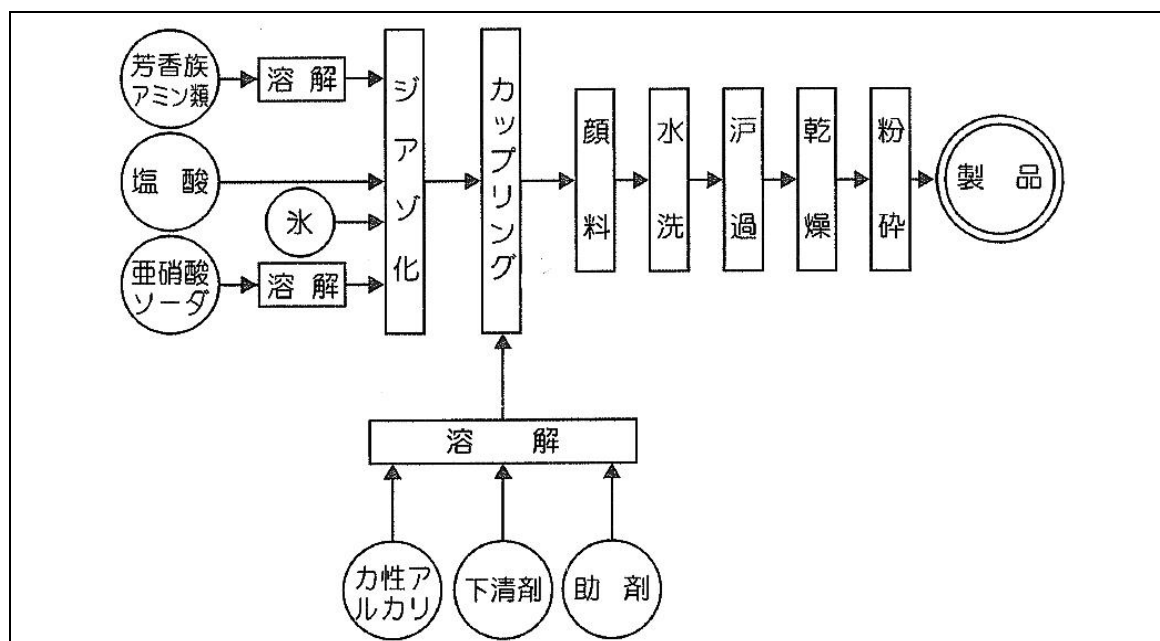 芳香族
アミン類
溶解
塩酸
氷
亜硝酸
ソーダ
溶解
ジアゾ化
カップリング
顔料
水洗
沪過
乾燥
粉砕
製品
溶解
カ性ア
ルカリ
下清剤
助剤